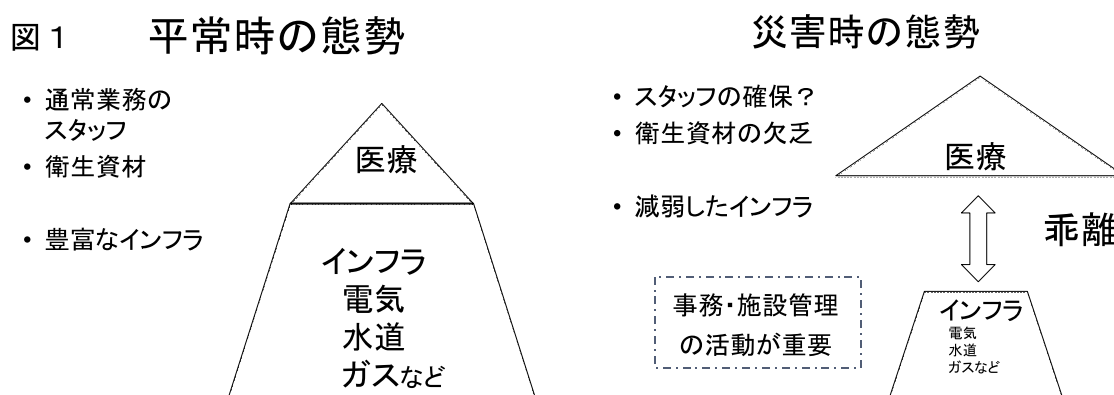 図１
平常時の態勢
・ 通常業務の
スタッフ
・ 衛生資材
・ 豊富なインフラ
医療
インフラ
電気
水道
ガスなど
災害時の態勢
・ スタッフの確保？
・ 衛生資材の欠乏
・ 減弱したインフラ
医療
乖離
事務・施設管理
の活動が重要
インフラ
電気
水道
ガスなど